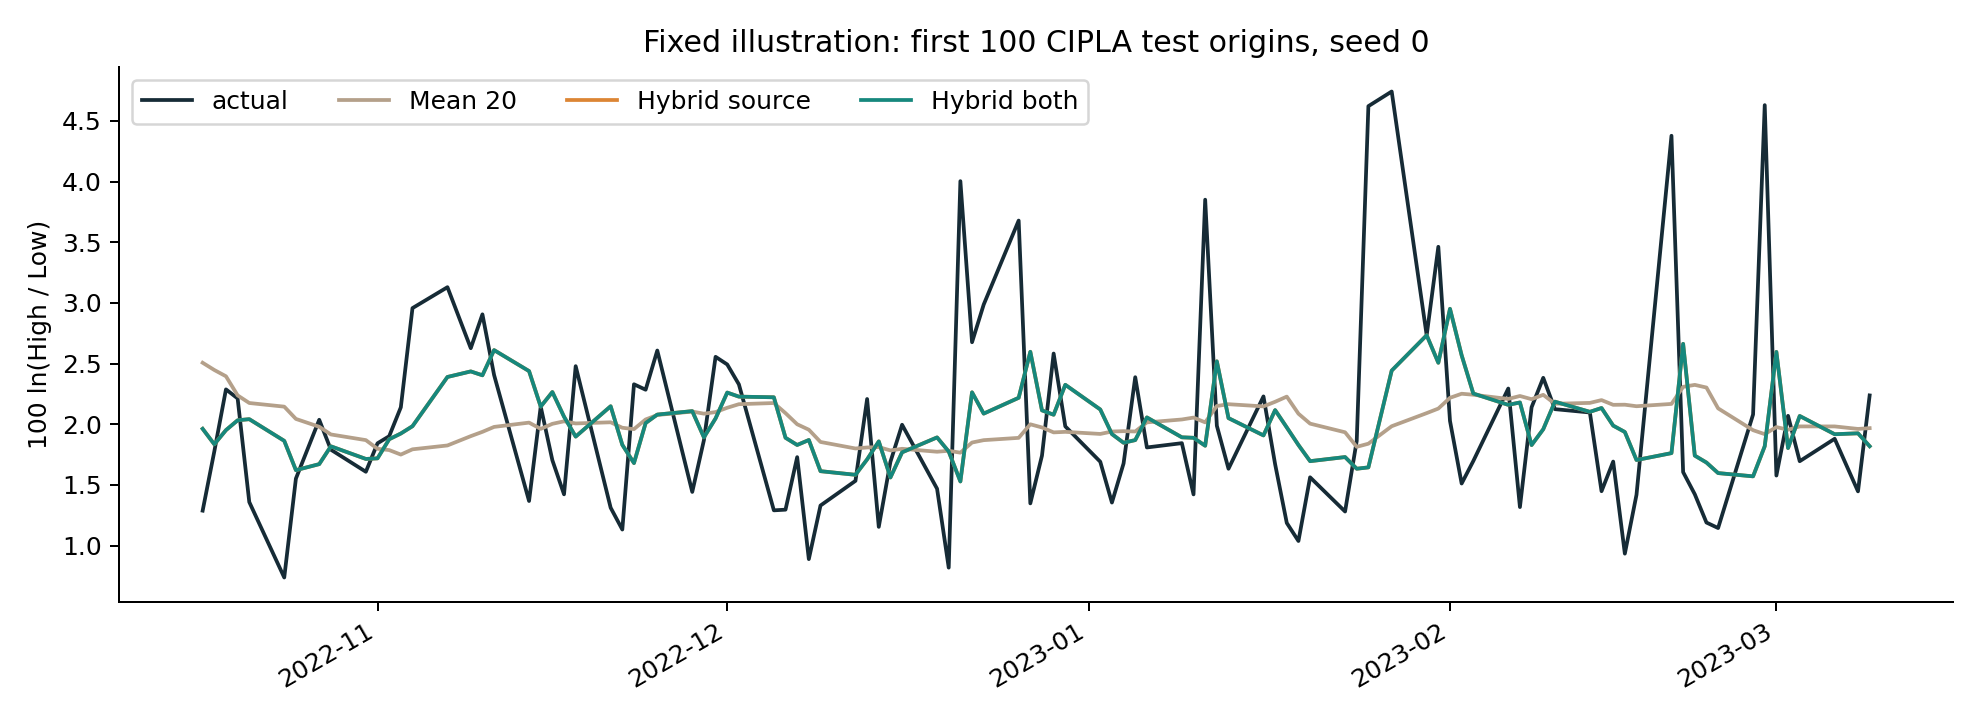 Fixed illustration: first 100 CIPLA test origins, seed 0
actual Mean 20 Hybrid source Hybrid both
100 ln(High / Low)
4.5
4.0
3.5
3.0
2.5
2.0
1.5
1.0
2022-11 2022-12 2023-01 2023-02 2023-03